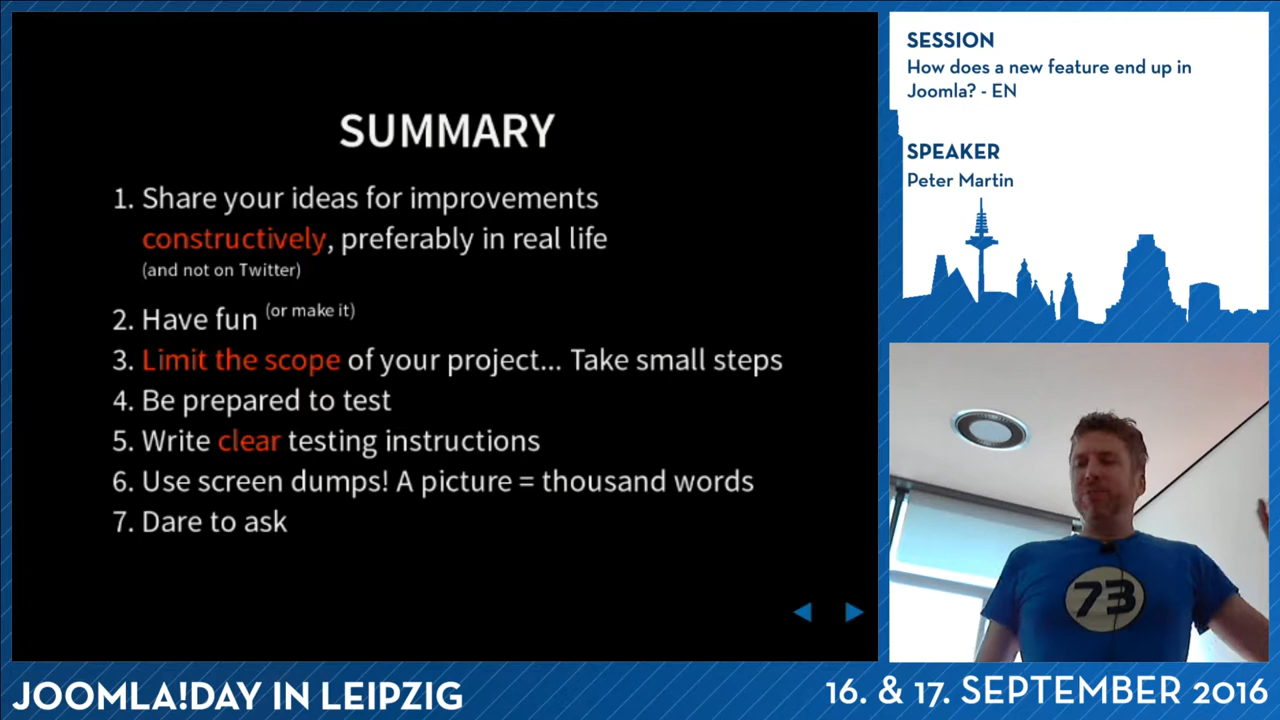 SUMMARY
1. Share your ideas for improvements
constructively, preferably in real life
(and not on Twitter)
2. Have fun (or make it)
3. Limit the scope of your project... Take small steps
4. Be prepared to test
5. Write clear testing instructions
6. Use screen dumps! A picture = thousand words
7. Dare to ask
SESSION
How does a new feature end up in
Joomla? - EN
SPEAKER
Peter Martin
73
JOOMLA!DAY IN LEIPZIG
16. & 17. SEPTEMBER 2016